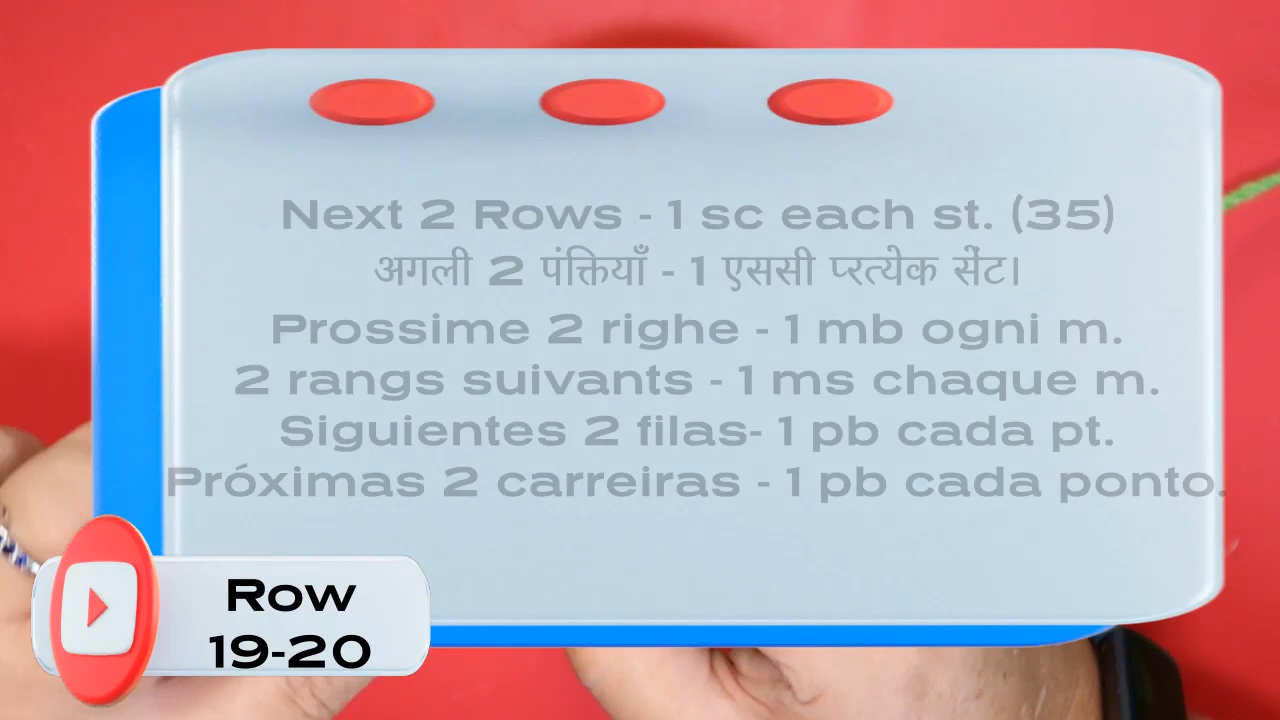 Next 2 Rows - 1 sc each st. (35)
अगली 2 पंक्तियाँ - 1 एससी प्रत्येक सेंट।
Prossime 2 righe - 1 mb ogni m.
2 rangs suivants - 1 ms chaque m.
Siguientes 2 filas- 1 pb cada pt.
Próximas 2 carreiras - 1 pb cada ponto.
Row
19-20